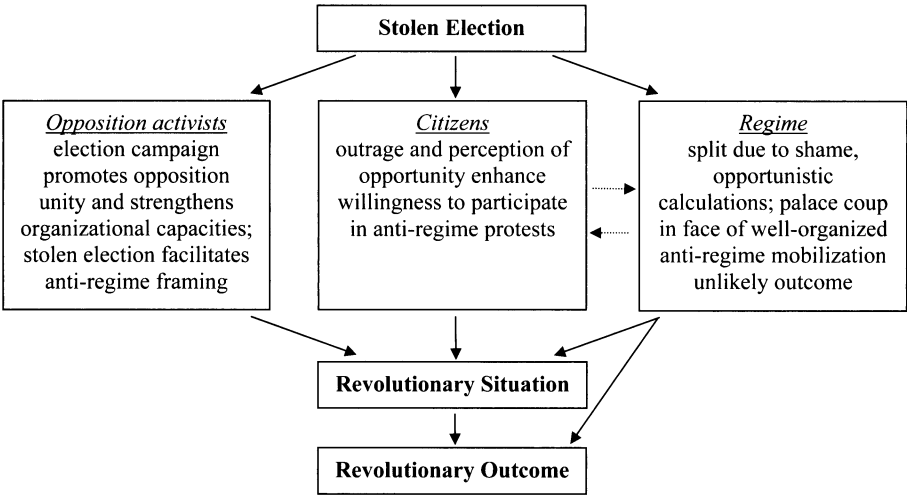 Stolen Election
Opposition activists
election campaign
promotes opposition
unity and strengthens
organizational capacities;
stolen election facilitates
anti-regime framing
Citizens
outrage and perception of
opportunity enhance
willingness to participate
in anti-regime protests
Regime
split due to shame,
opportunistic
calculations; palace coup
in face of well-organized
anti-regime mobilization
unlikely outcome
Revolutionary Situation
Revolutionary Outcome